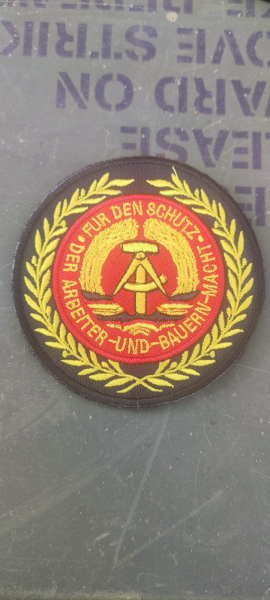 FÜR DEN SCHUTZ
DER ARBEITER-UND-BAUERN-MACHT
EASE
ARD ON
OVE STRIK